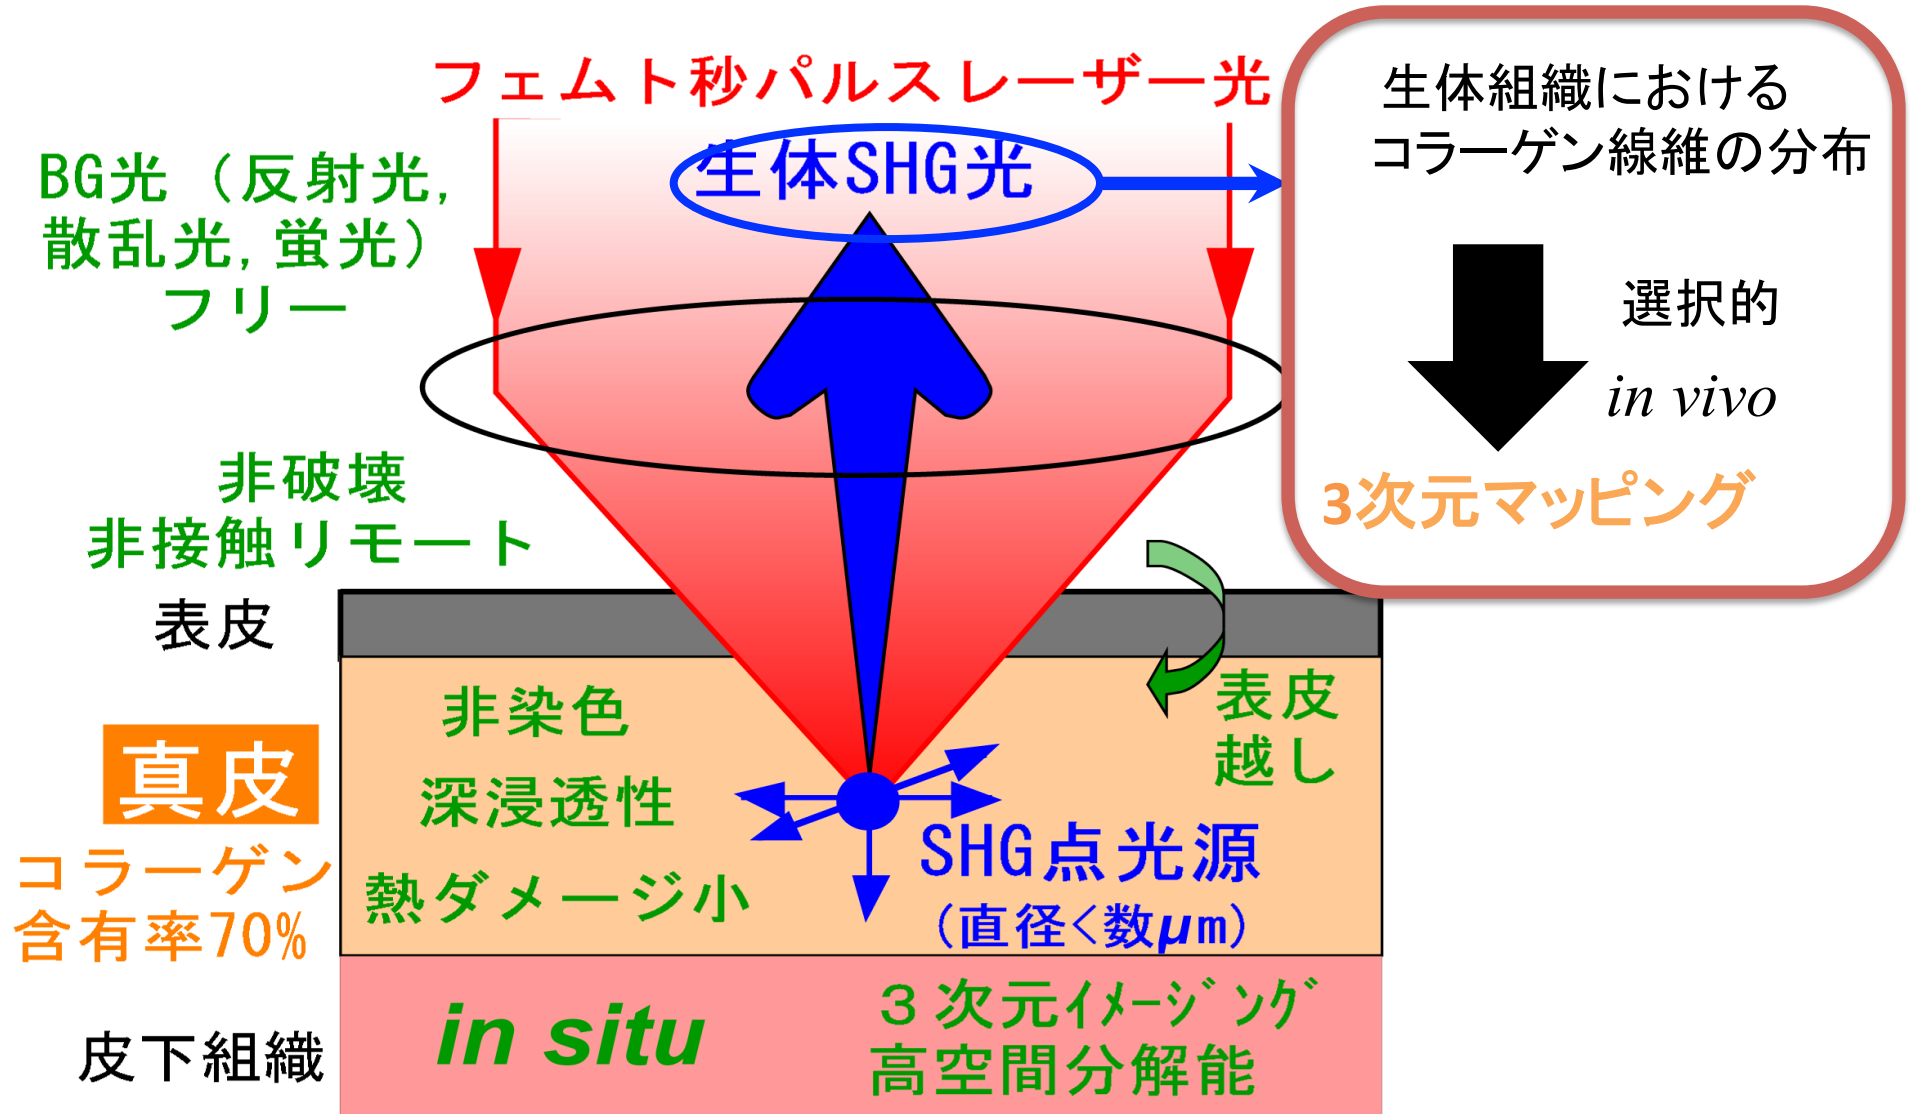 フェムト秒パルスレーザー光
生体SHG光
BG光（反射光,
散乱光,蛍光）
フリー
生体組織における
コラーゲン線維の分布
選択的
in vivo
3次元マッピング
非破壊
非接触リモート
表皮
真皮
コラーゲン
含有率70%
皮下組織
非染色
深浸透性
熱ダメージ小
表皮
越し
SHG点光源
(直径<数μm)
in situ
３次元ｲﾒｰｼﾞﾝｸﾞ
高空間分解能